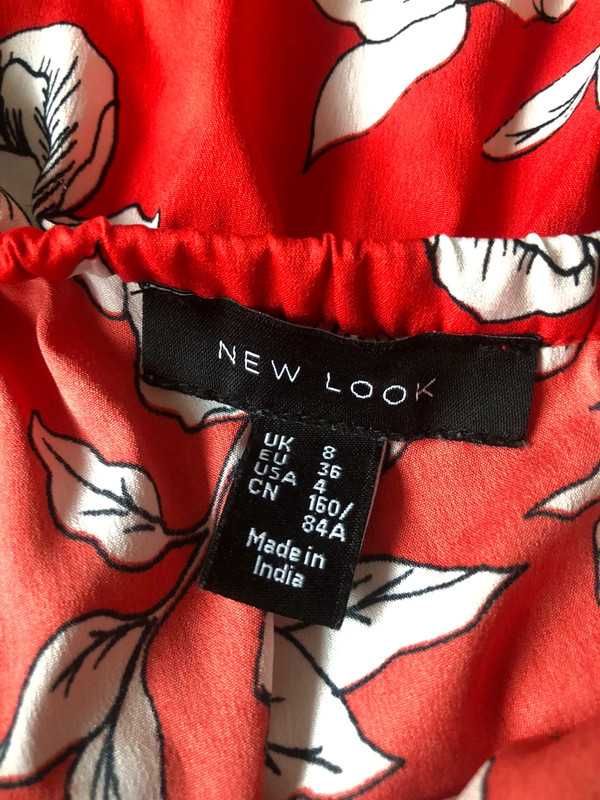 NEW LOOK
UK 8
EU 36
USA 4
CN 160/
84A
Made in
India